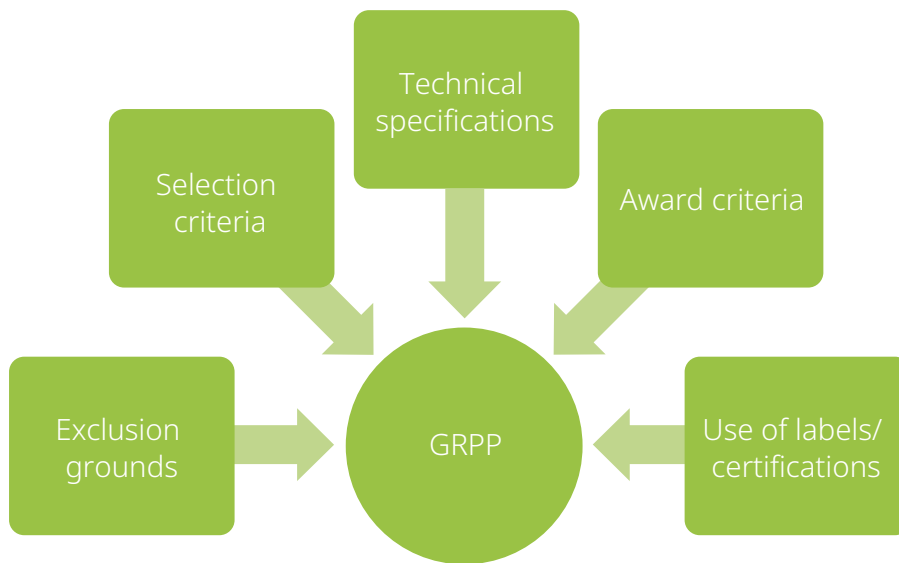 Technical
specifications
Selection
criteria
Award criteria
Exclusion
grounds
GRPP
Use of labels/
certifications